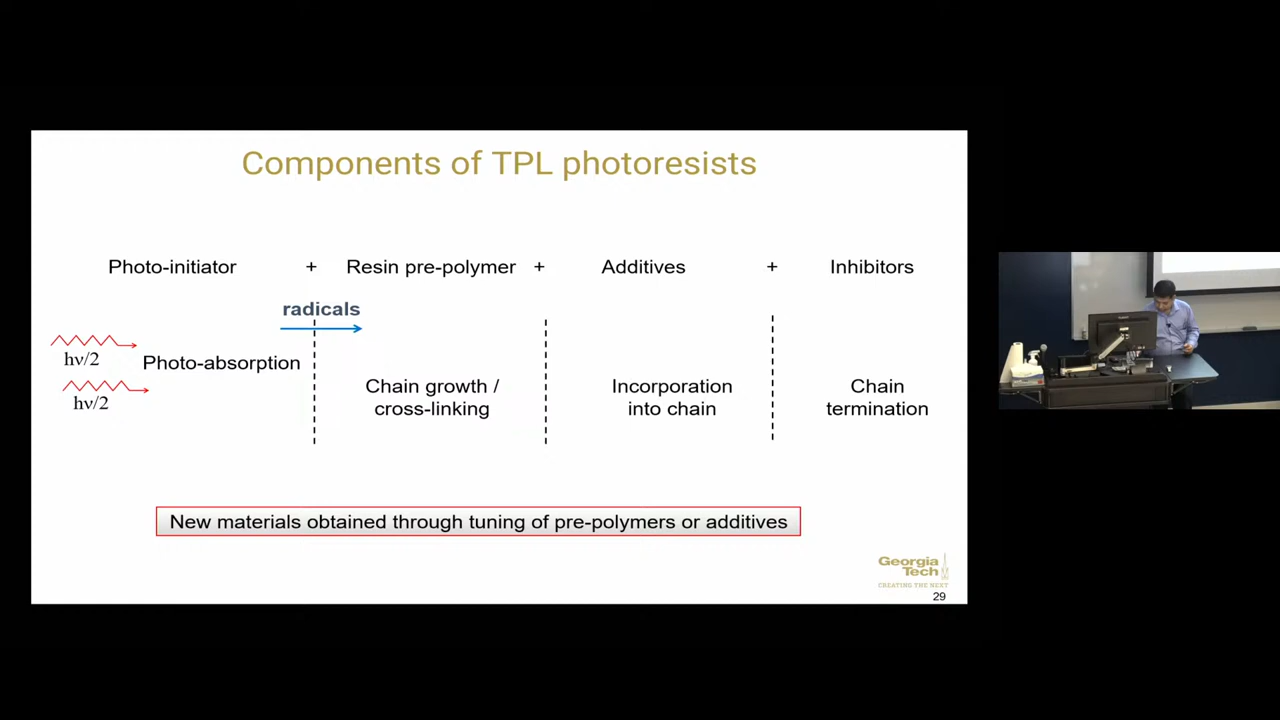 Components of TPL photoresists
Photo-initiator + Resin pre-polymer + Additives + Inhibitors
radicals
hν/2
Photo-absorption
hν/2
Chain growth /
cross-linking
Incorporation
into chain
Chain
termination
New materials obtained through tuning of pre-polymers or additives
Georgia
Tech
CREATING THE NEXT
29